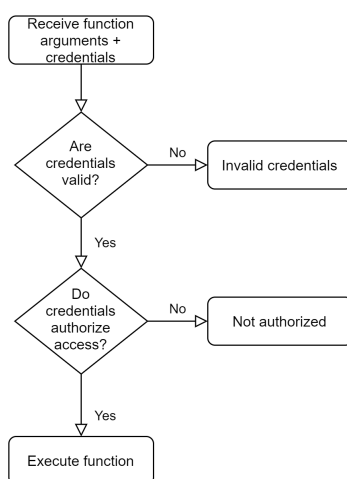 Receive function
arguments +
credentials
Are
credentials
valid?
No
Invalid credentials
Yes
Do
credentials
authorize
access?
No
Not authorized
Yes
Execute function